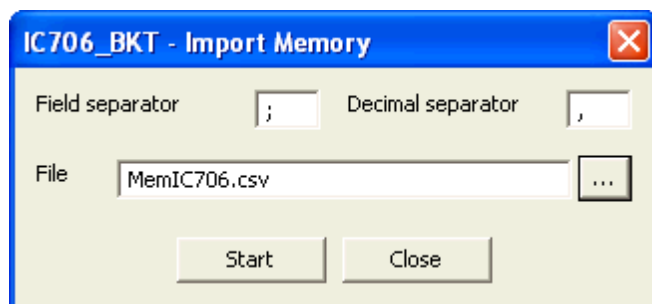 IC706_BKT - Import Memory
Field separator ; Decimal separator ,
File MemIC706.csv ...
Start Close